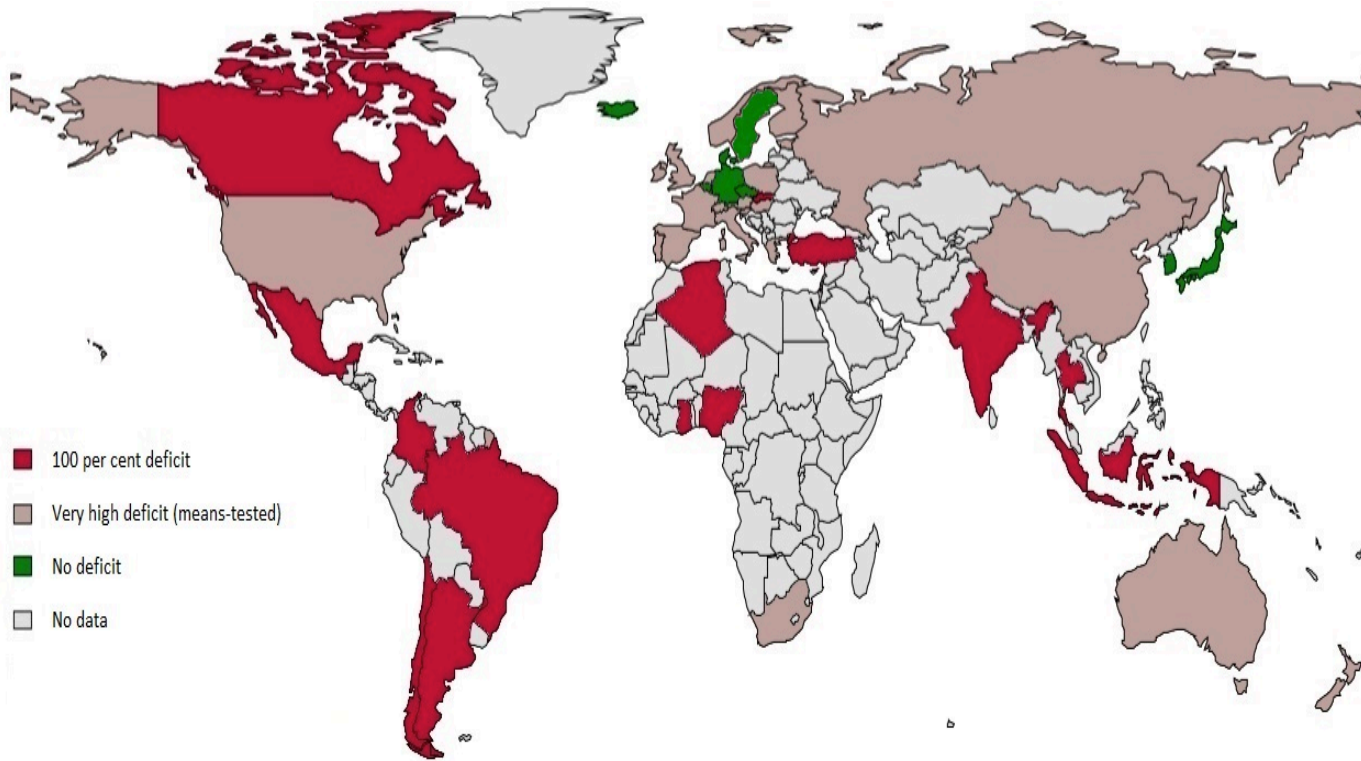 100 per cent deficit
Very high deficit (means-tested)
No deficit
No data